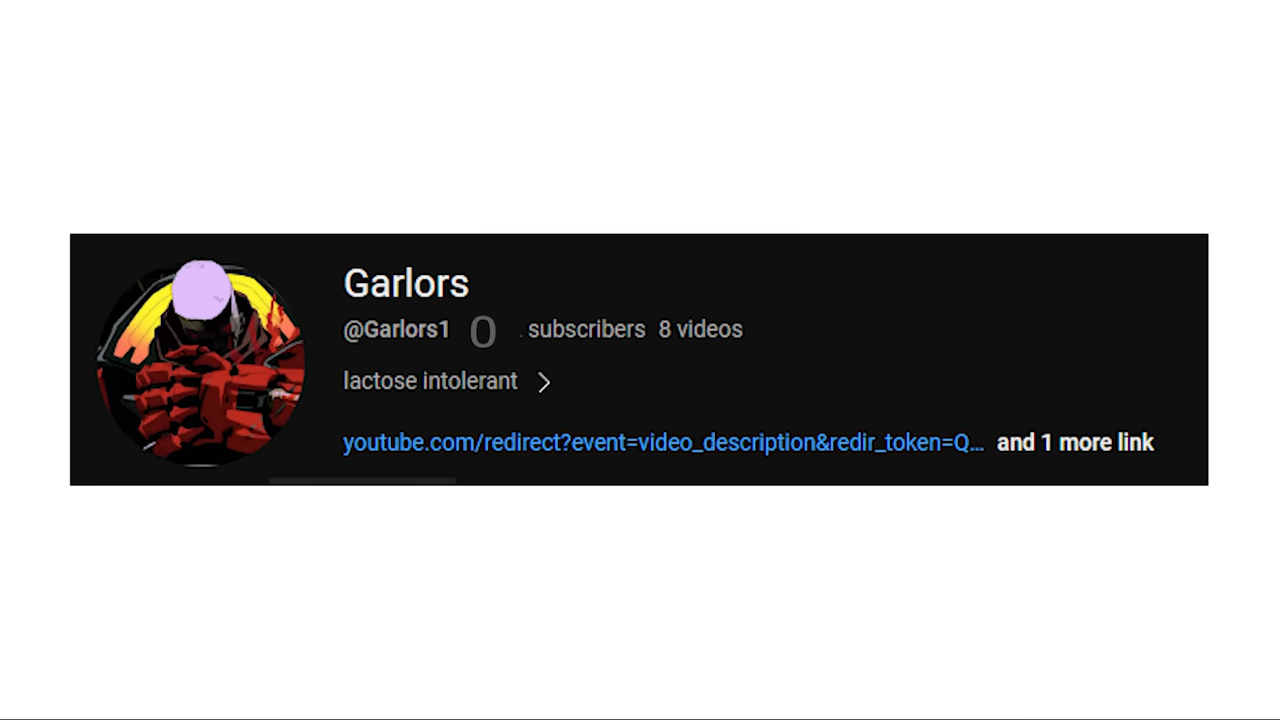 Garlors
@Garlors1 0 . subscribers 8 videos
lactose intolerant
youtube.com/redirect?event=video_description&redir_token=Q... and 1 more link